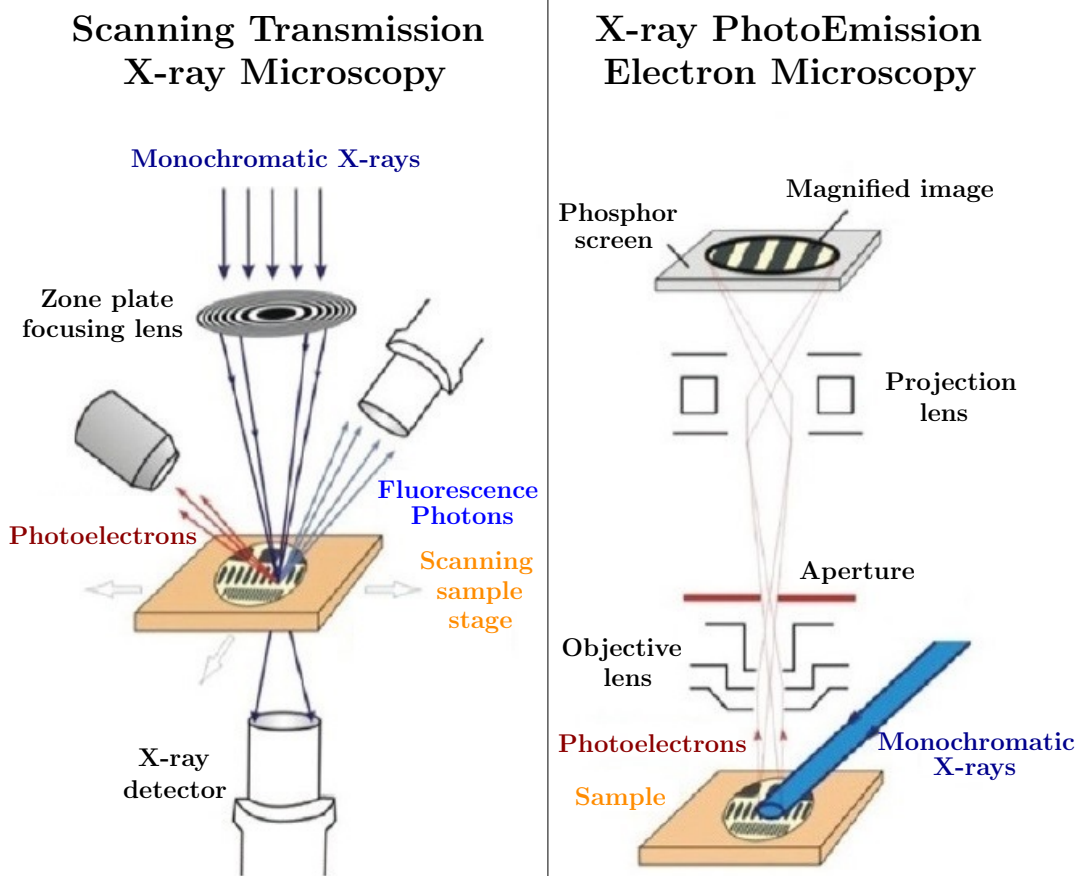 Scanning Transmission
X-ray Microscopy
Monochromatic X-rays
Zone plate
focusing lens
Fluorescence
Photons
Photoelectrons
Scanning
sample
stage
X-ray
detector
X-ray PhotoEmission
Electron Microscopy
Magnified image
Phosphor
screen
Projection
lens
Aperture
Objective
lens
Photoelectrons
Monochromatic
X-rays
Sample